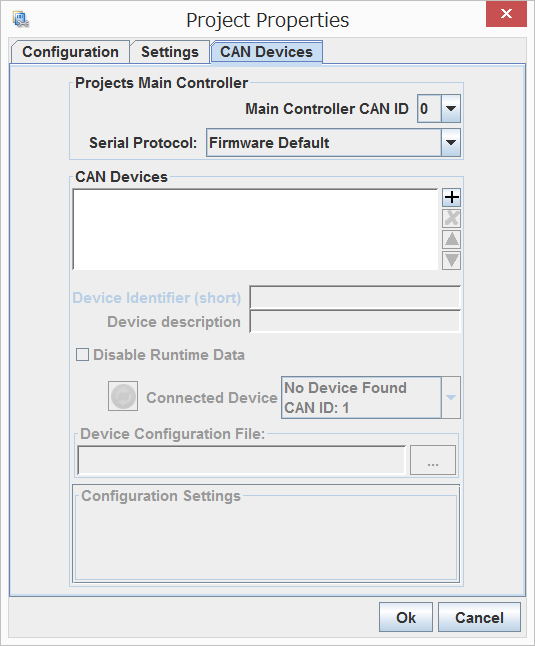 Project Properties
Configuration Settings CAN Devices
Projects Main Controller
Main Controller CAN ID 0
Serial Protocol: Firmware Default
CAN Devices
Device Identifier (short)
Device description
Disable Runtime Data
Connected Device No Device Found
CAN ID: 1
Device Configuration File:
...
Configuration Settings
Ok Cancel